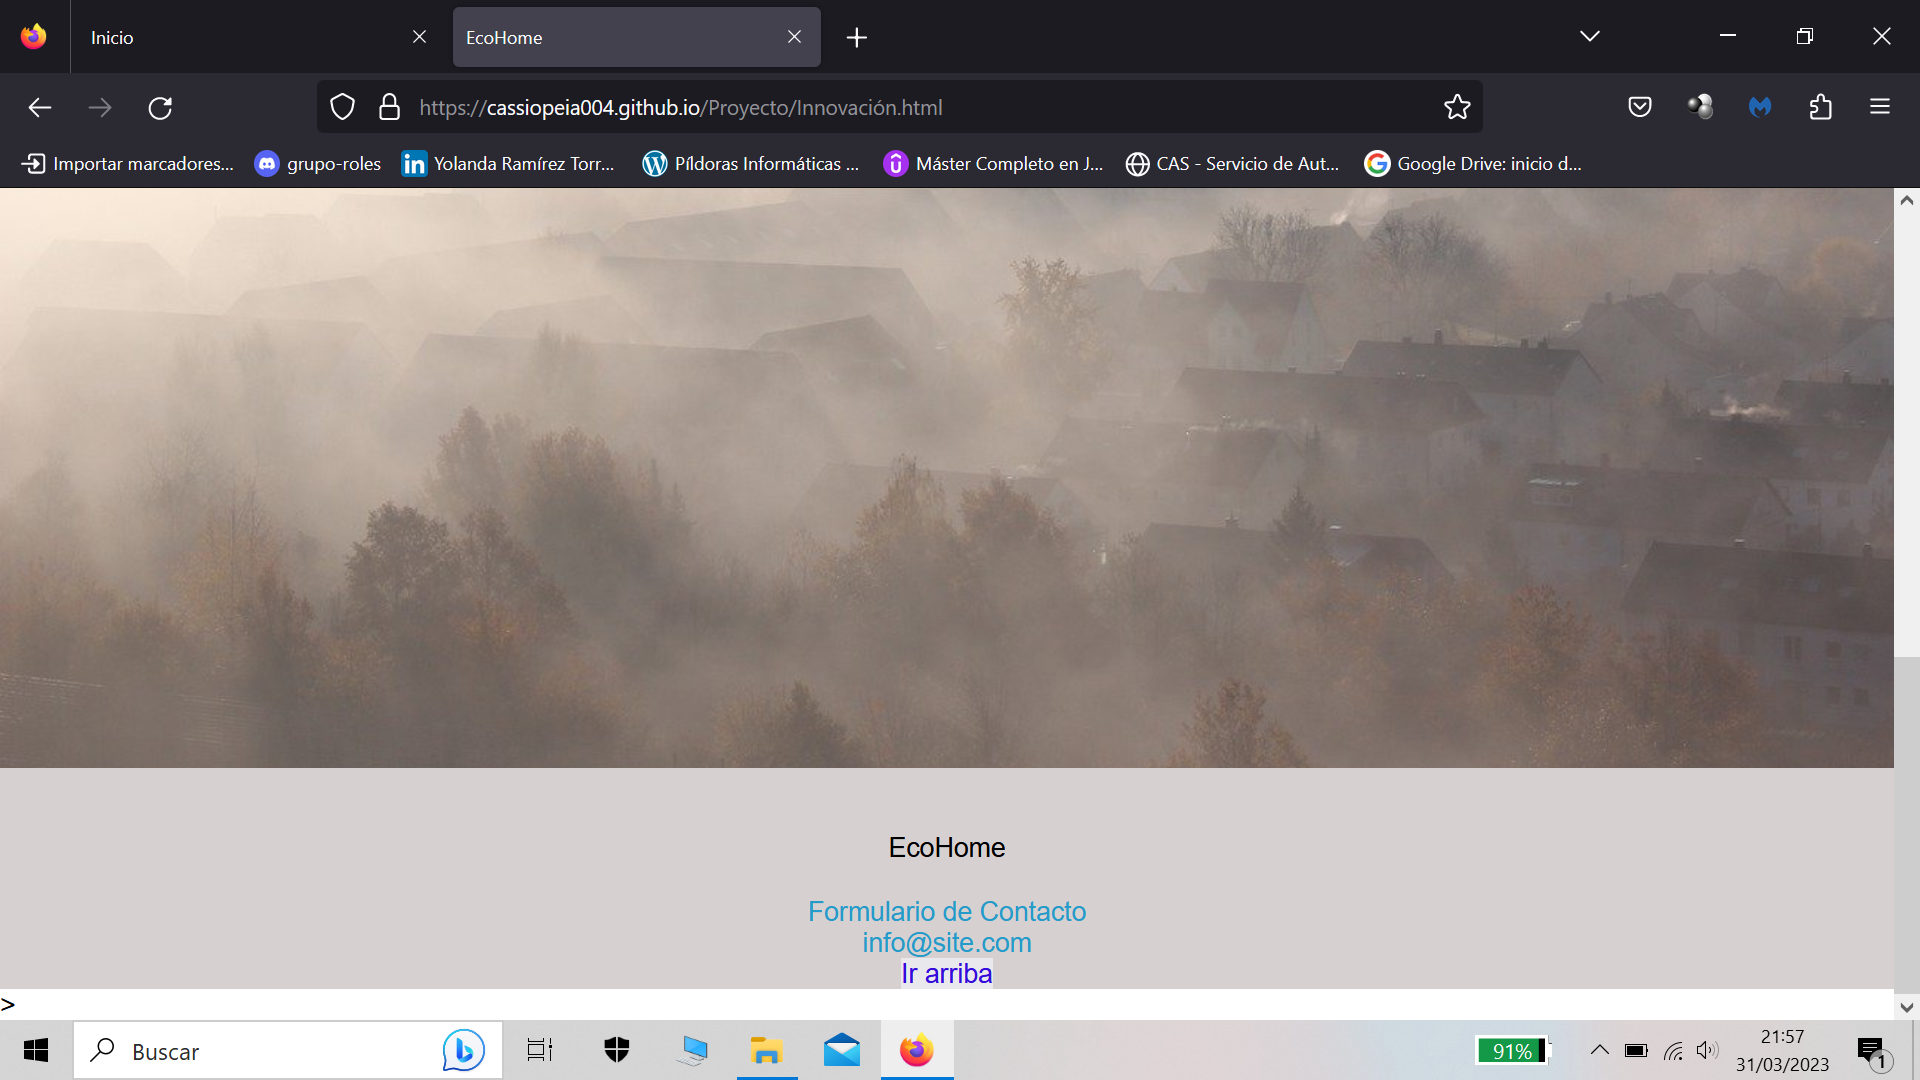 Inicio
EcoHome
https://cassiopeia004.github.io/Proyecto/Innovación.html
Importar marcadores...
grupo-roles
Yolanda Ramírez Torr...
Píldoras Informáticas ...
Máster Completo en J...
CAS - Servicio de Aut...
Google Drive: inicio d...
EcoHome
Formulario de Contacto
info@site.com
Ir arriba
>
Buscar
91%
21:57
31/03/2023
1